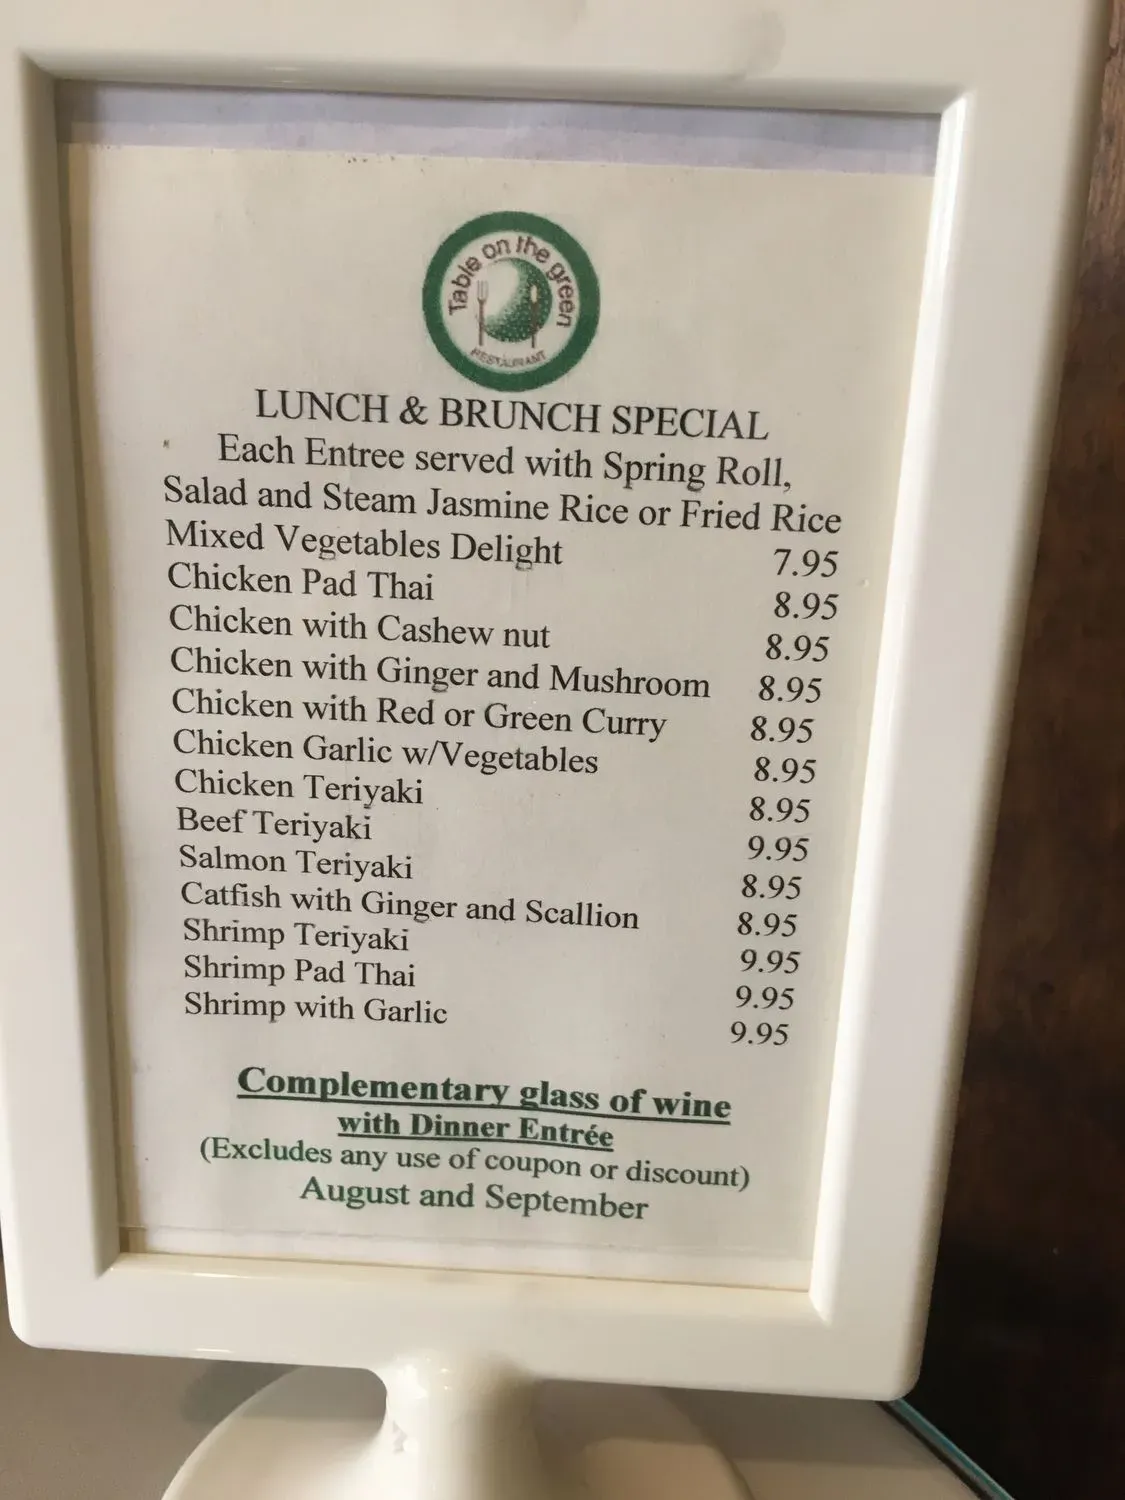 Table on the green
RESTAURANT
LUNCH & BRUNCH SPECIAL
Each Entree served with Spring Roll,
Salad and Steam Jasmine Rice or Fried Rice
Mixed Vegetables Delight 7.95
Chicken Pad Thai 8.95
Chicken with Cashew nut 8.95
Chicken with Ginger and Mushroom 8.95
Chicken with Red or Green Curry 8.95
Chicken Garlic w/Vegetables 8.95
Chicken Teriyaki 8.95
Beef Teriyaki 9.95
Salmon Teriyaki 8.95
Catfish with Ginger and Scallion 8.95
Shrimp Teriyaki 9.95
Shrimp Pad Thai 9.95
Shrimp with Garlic 9.95
Complementary glass of wine
with Dinner Entrée
(Excludes any use of coupon or discount)
August and September